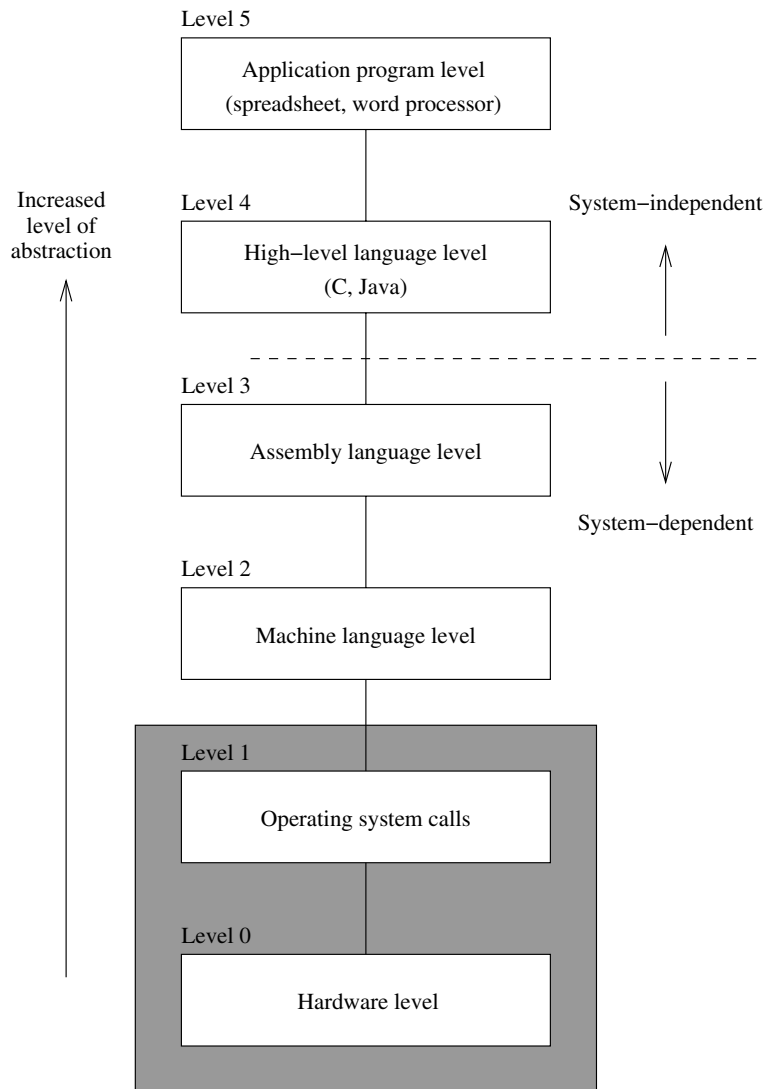 Level 5
Application program level
(spreadsheet, word processor)
Increased
level of
abstraction
Level 4
High−level language level
(C, Java)
System−independent
Level 3
Assembly language level
System−dependent
Level 2
Machine language level
Level 1
Operating system calls
Level 0
Hardware level